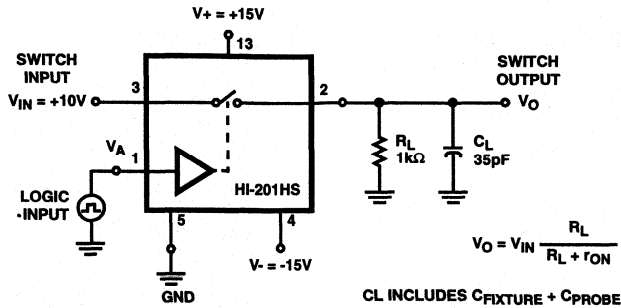 V+ = +15V
13
SWITCH
INPUT
VIN = +10V
3
2
SWITCH
OUTPUT
VO
VA
1
RL
1kΩ
CL
35pF
LOGIC
INPUT
HI-201HS
5
4
V- = -15V
GND
VO = VIN RL
RL + rON
CL INCLUDES CFIXTURE + CPROBE